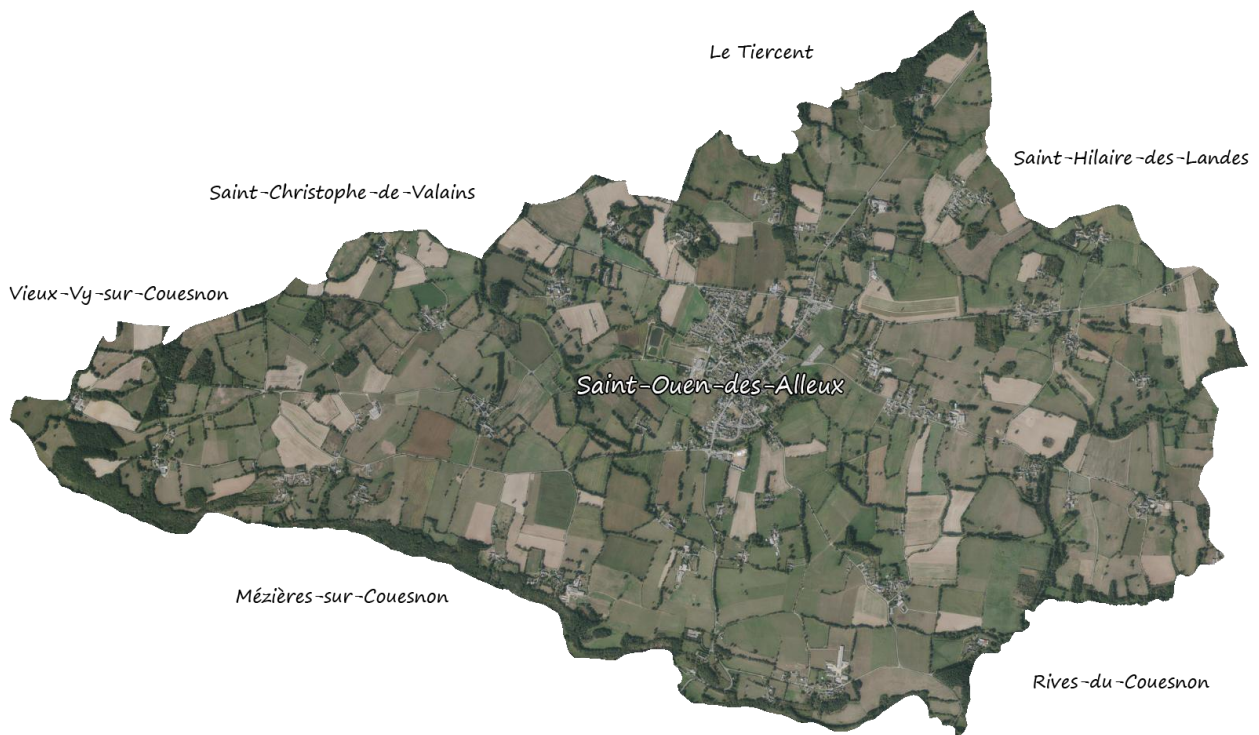 Le Tiercent
Saint-Hilaire-des-Landes
Saint-Christophe-de-Valains
Vieux-Vy-sur-Couesnon
Saint-Ouen-des-Alleux
Mézières-sur-Couesnon
Rives-du-Couesnon